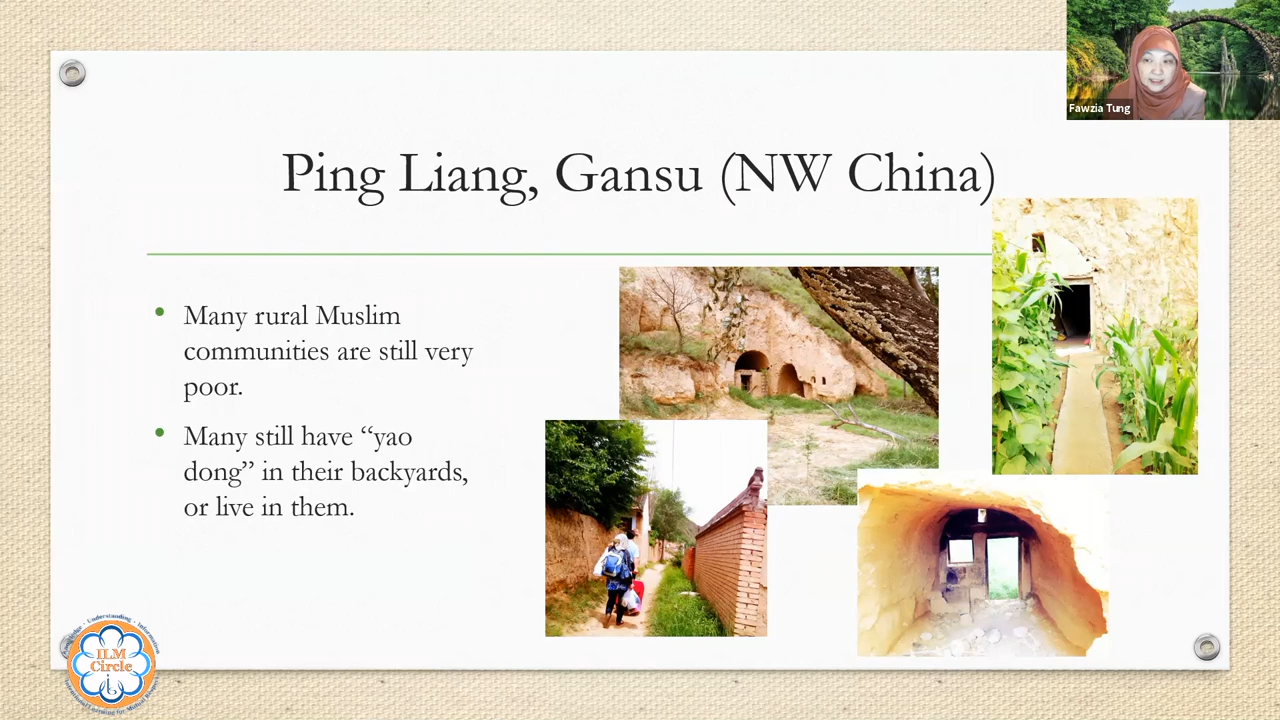 Fawzia Tung
Ping Liang, Gansu (NW China)
• Many rural Muslim
communities are still very
poor.
• Many still have “yao
dong” in their backyards,
or live in them.
ILM
Circle